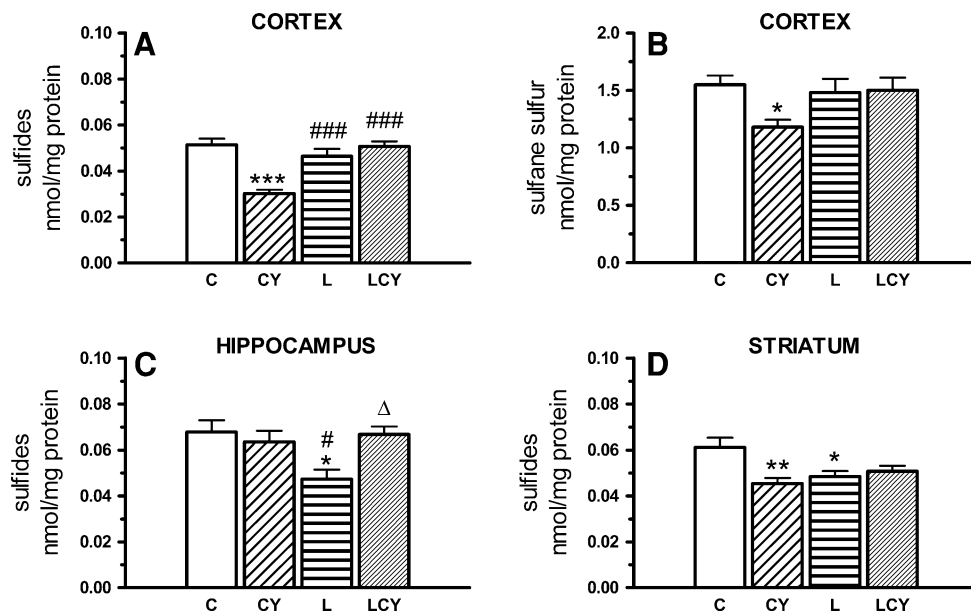 A
CORTEX
sulfides
nmol/mg protein
0.10
0.08
0.06
0.04
0.02
0.00
***
###
###
C CY L LCY
B
CORTEX
sulfane sulfur
nmol/mg protein
2.0
1.5
1.0
0.5
0.0
*
C CY L LCY
C
HIPPOCAMPUS
sulfides
nmol/mg protein
0.10
0.08
0.06
0.04
0.02
0.00
#
*
Δ
C CY L LCY
D
STRIATUM
sulfides
nmol/mg protein
0.10
0.08
0.06
0.04
0.02
0.00
**
*
C CY L LCY